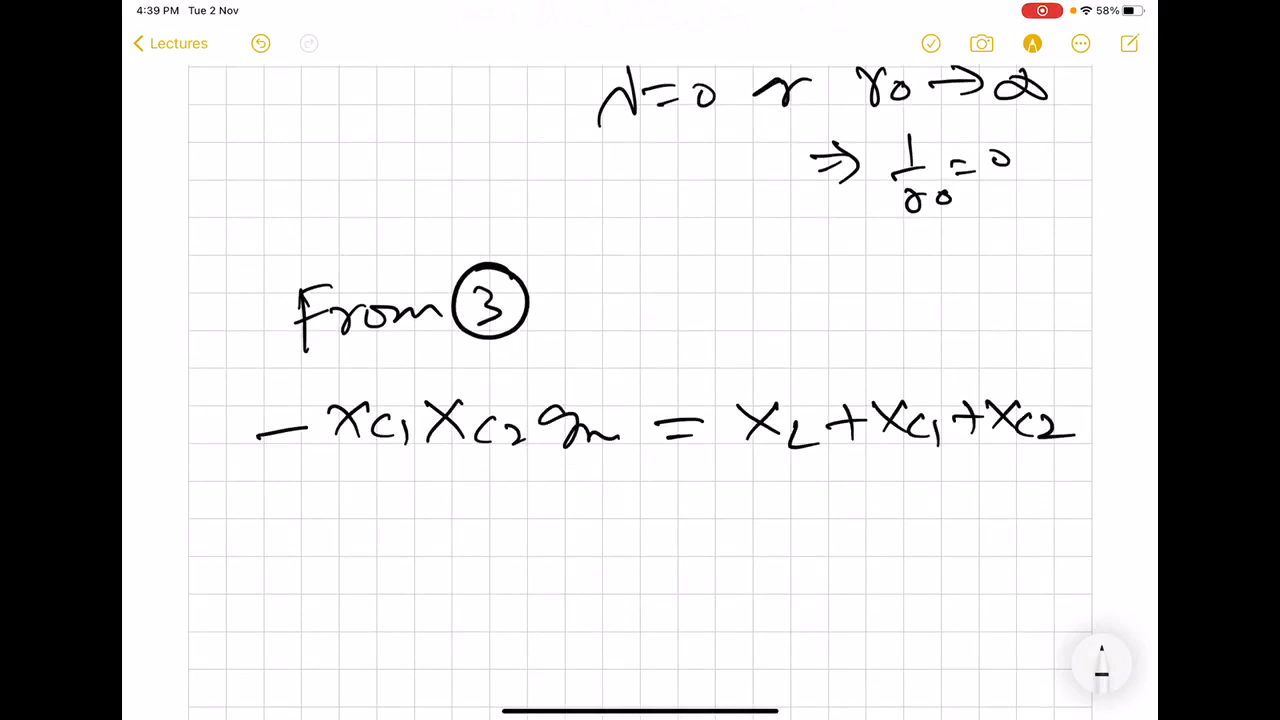 4:39 PM Tue 2 Nov 58%
Lectures
λ=0 or r0 → ∞
⇒ 1/r0 = 0
From 3
- XC1 XC2 gm = XL + XC1 + XC2